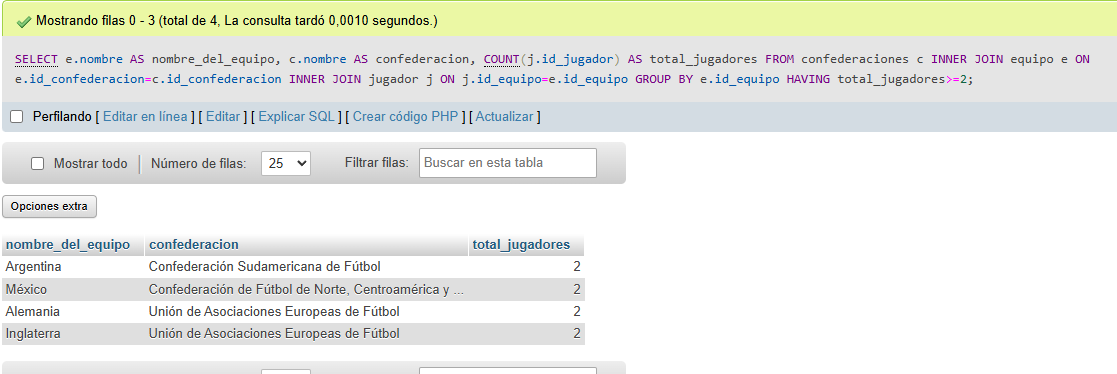 Mostrando filas 0 - 3 (total de 4, La consulta tardó 0,0010 segundos.)
SELECT e.nombre AS nombre_del_equipo, c.nombre AS confederacion, COUNT(j.id_jugador) AS total_jugadores FROM confederaciones c INNER JOIN equipo e ON
e.id_confederacion=c.id_confederacion INNER JOIN jugador j ON j.id_equipo=e.id_equipo GROUP BY e.id_equipo HAVING total_jugadores>=2;
Perfilando [ Editar en línea ] [ Editar ] [ Explicar SQL ] [ Crear código PHP ] [ Actualizar ]
Mostrar todo Número de filas: 25 Filtrar filas: Buscar en esta tabla
Opciones extra
nombre_del_equipo confederacion total_jugadores
Argentina Confederación Sudamericana de Fútbol 2
México Confederación de Fútbol de Norte, Centroamérica y ... 2
Alemania Unión de Asociaciones Europeas de Fútbol 2
Inglaterra Unión de Asociaciones Europeas de Fútbol 2